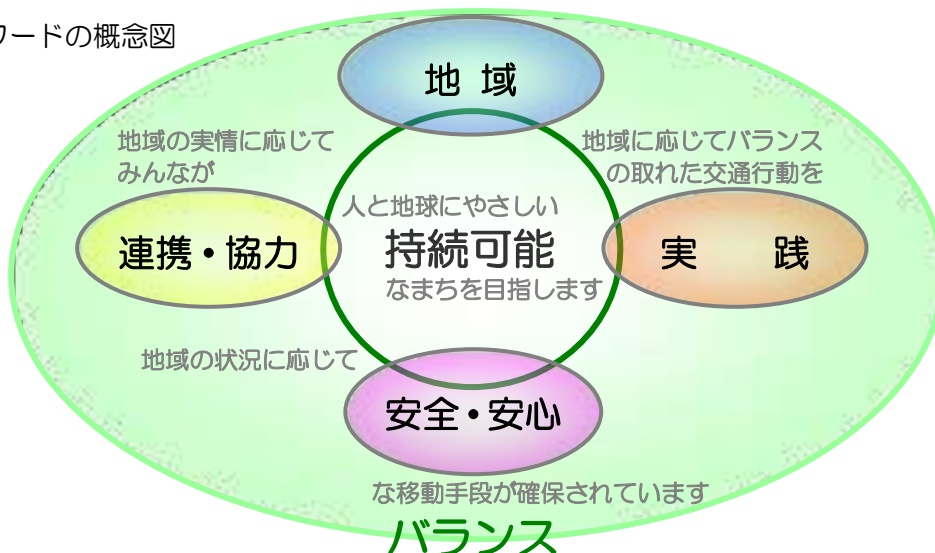 ワードの概念図
地 域
地域の実情に応じて
みんなが
地域に応じてバランス
の取れた交通行動を
人と地球にやさしい
連携・協力
持続可能
実 践
なまちを目指します
地域の状況に応じて
安全・安心
な移動手段が確保されています
バランス